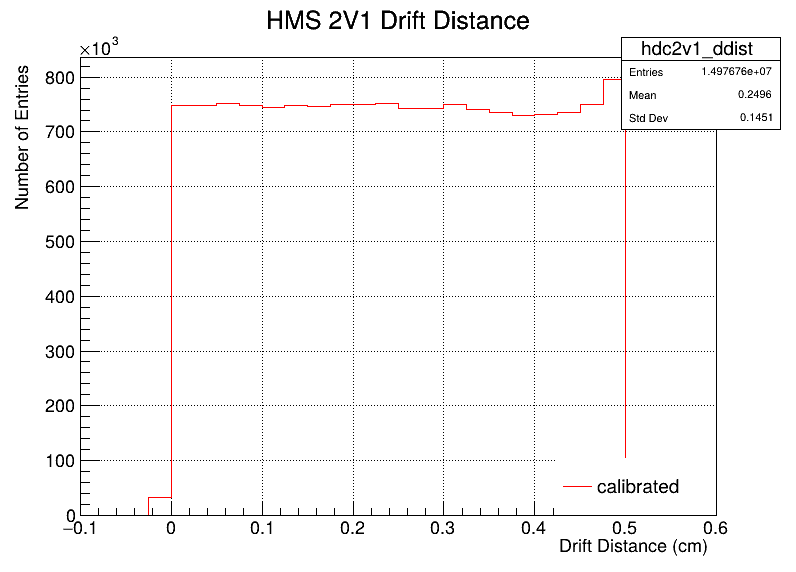 HMS 2V1 Drift Distance
×10³
hdc2v1_ddist
Entries 1.497676e+07
Mean 0.2496
Std Dev 0.1451
Number of Entries
800
700
600
500
400
300
200
100
0
calibrated
−0.1 0 0.1 0.2 0.3 0.4 0.5 0.6
Drift Distance (cm)